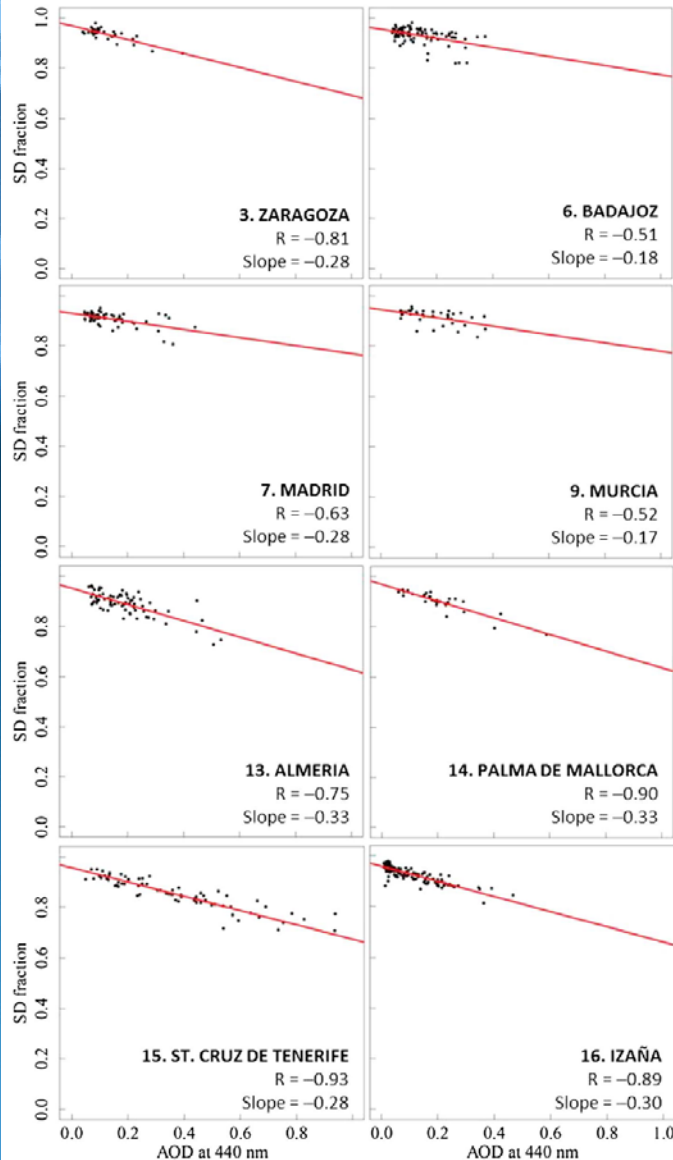 SD fraction
1.0
0.8
0.6
0.4
0.2
0.0
3. ZARAGOZA
R = −0.81
Slope = −0.28
6. BADAJOZ
R = −0.51
Slope = −0.18
SD fraction
0.8
0.6
0.4
0.2
0.0
7. MADRID
R = −0.63
Slope = −0.28
9. MURCIA
R = −0.52
Slope = −0.17
SD fraction
0.8
0.6
0.4
0.2
0.0
13. ALMERIA
R = −0.75
Slope = −0.33
14. PALMA DE MALLORCA
R = −0.90
Slope = −0.33
SD fraction
0.8
0.6
0.4
0.2
0.0
15. ST. CRUZ DE TENERIFE
R = −0.93
Slope = −0.28
16. IZAÑA
R = −0.89
Slope = −0.30
0.0 0.2 0.4 0.6 0.8
AOD at 440 nm
0.0 0.2 0.4 0.6 0.8 1.0
AOD at 440 nm